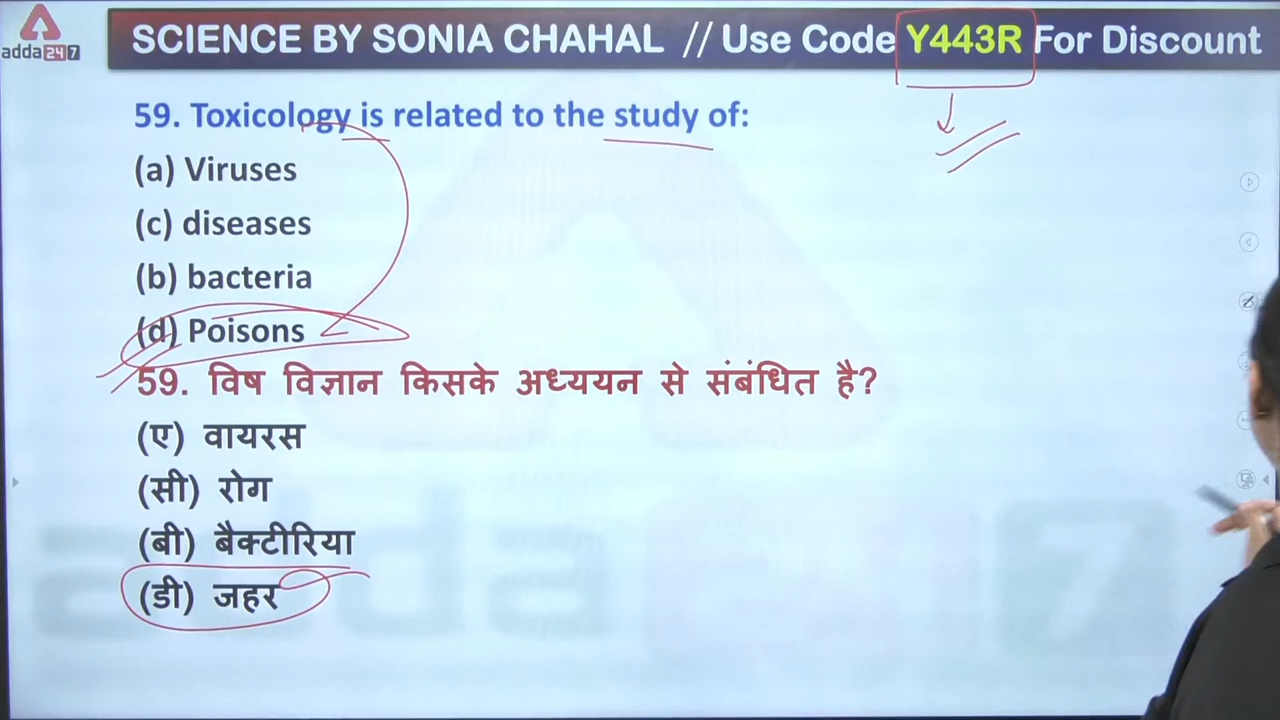 adda247
SCIENCE BY SONIA CHAHAL // Use Code Y443R For Discount
59. Toxicology is related to the study of:
(a) Viruses
(c) diseases
(b) bacteria
(d) Poisons
59. विष विज्ञान किसके अध्ययन से संबंधित है?
(ए) वायरस
(सी) रोग
(बी) बैक्टीरिया
(डी) जहर
adda247